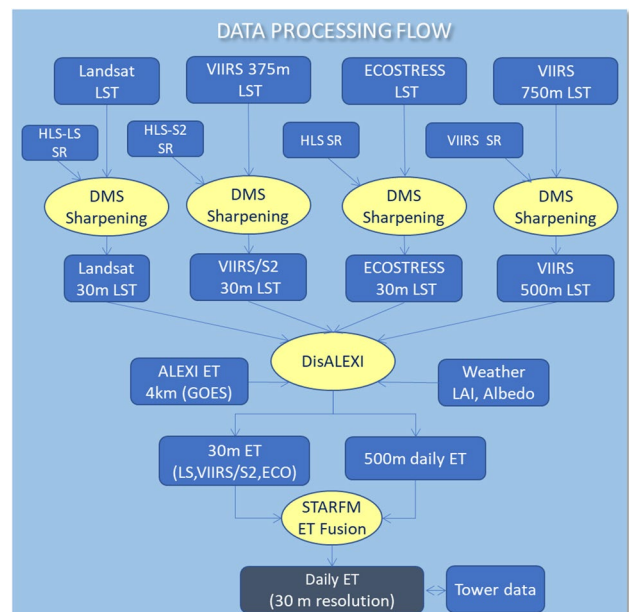 DATA PROCESSING FLOW
Landsat
LST
VIIRS 375m
LST
ECOSTRESS
LST
VIIRS
750m LST
HLS-LS
SR
HLS-S2
SR
HLS SR
VIIRS SR
DMS
Sharpening
DMS
Sharpening
DMS
Sharpening
DMS
Sharpening
Landsat
30m LST
VIIRS/S2
30m LST
ECOSTRESS
30m LST
VIIRS
500m LST
DisALEXI
ALEXI ET
4km (GOES)
Weather
LAI, Albedo
30m ET
(LS,VIIRS/S2,ECO)
500m daily ET
STARFM
ET Fusion
Daily ET
(30 m resolution)
Tower data